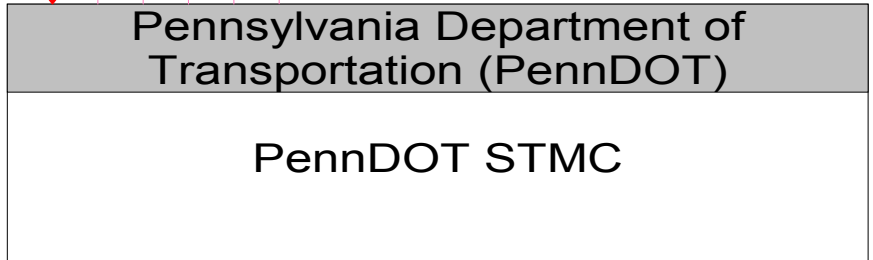 Pennsylvania Department of
Transportation (PennDOT)
PennDOT STMC